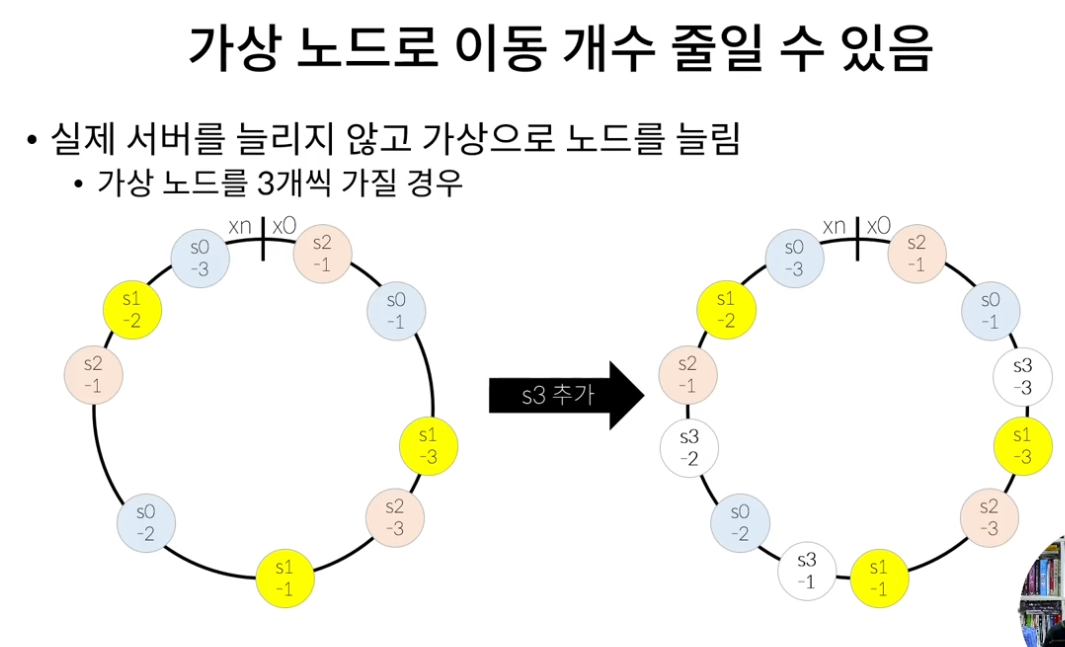 가상 노드로 이동 개수 줄일 수 있음
• 실제 서버를 늘리지 않고 가상으로 노드를 늘림
• 가상 노드를 3개씩 가질 경우
xn
x0
s2
-1
s0
-1
s1
-3
s2
-3
s1
-1
s0
-2
s2
-1
s1
-2
s0
-3
s3 추가
xn
x0
s2
-1
s0
-1
s3
-3
s1
-3
s2
-3
s1
-1
s3
-1
s0
-2
s3
-2
s2
-1
s1
-2
s0
-3